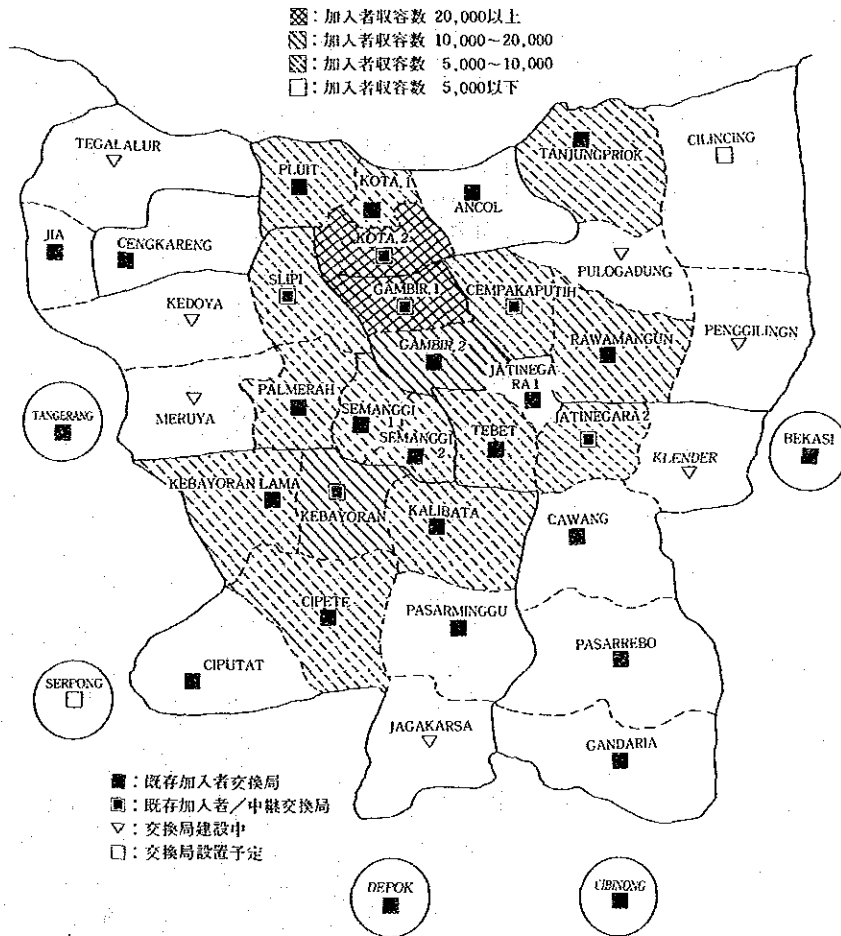 ▩：加入者収容数 20,000以上
▧：加入者収容数 10,000～20,000
▧：加入者収容数 5,000～10,000
□：加入者収容数 5,000以下
TEGALALUR
CILINCING
TANJUNGPRIOK
PLUIT
KOTA, 1
ANCOL
JIA
CENGKARENG
KOTA, 2
PULOGADUNG
SLIPI
KEDOYA
GAMBIR, 1
CEMPAKAPUTIH
PENGGILINGN
RAWAMANGUN
GAMBIR, 2
JATINEGA
RA 1
MERUYA
PALMERAH
TANGERANG
SEMANGGI
1
SEMANGGI
2
TEBET
JATINEGARA 2
BEKASI
KLENDER
KEBAYORAN LAMA
KEBAYORAN
KALIBATA
CAWANG
CIPETE
PASARMINGGU
PASARREBO
CIPUTAT
SERPONG
JAGAKARSA
GANDARIA
■：既存加入者交換局
▣：既存加入者／中継交換局
▽：交換局建設中
□：交換局設置予定
DEPOK
CIBINONG